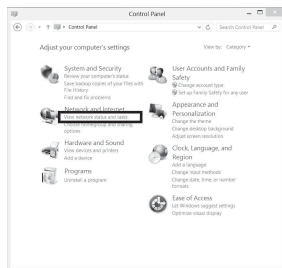 Control Panel
Control Panel
Search Control Panel
Adjust your computer's settings
View by: Category
System and Security
Review your computer's status
Save backup copies of your files with
File History
Find and fix problems
Network and Internet
View network status and tasks
Choose homegroup and sharing
options
Hardware and Sound
View devices and printers
Add a device
Programs
Uninstall a program
User Accounts and Family
Safety
Change account type
Set up Family Safety for any user
Appearance and
Personalization
Change the theme
Change desktop background
Adjust screen resolution
Clock, Language, and
Region
Add a language
Change input methods
Change date, time, or number
formats
Ease of Access
Let Windows suggest settings
Optimize visual display